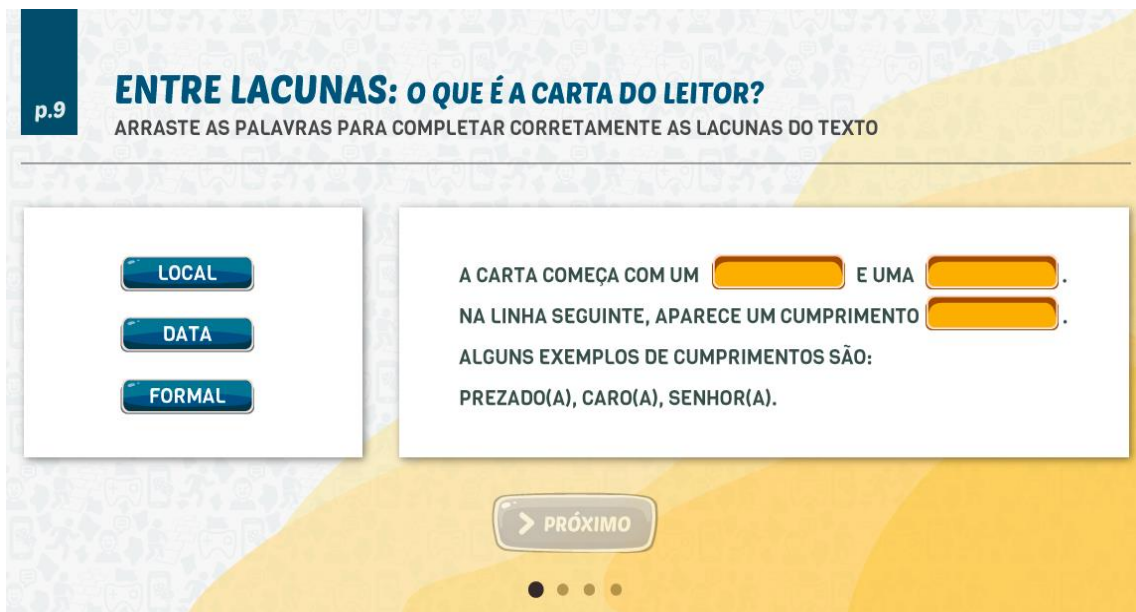 p.9
ENTRE LACUNAS: O QUE É A CARTA DO LEITOR?
ARRASTE AS PALAVRAS PARA COMPLETAR CORRETAMENTE AS LACUNAS DO TEXTO
LOCAL
DATA
FORMAL
A CARTA COMEÇA COM UM E UMA .
NA LINHA SEGUINTE, APARECE UM CUMPRIMENTO .
ALGUNS EXEMPLOS DE CUMPRIMENTOS SÃO:
PREZADO(A), CARO(A), SENHOR(A).
> PRÓXIMO